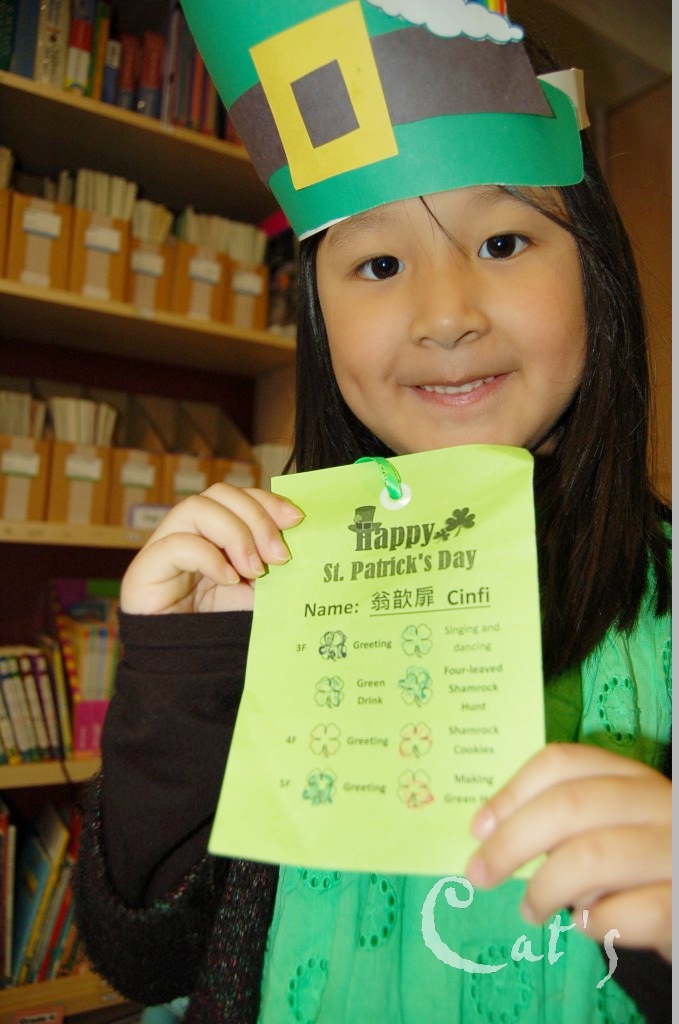 Happy
St. Patrick's Day
Name: 翁歆扉 Cinfi
3F Greeting Singing and dancing
Green Drink Four-leaved Shamrock Hunt
4F Greeting Shamrock Cookies
5F Greeting Making Green
Cat's